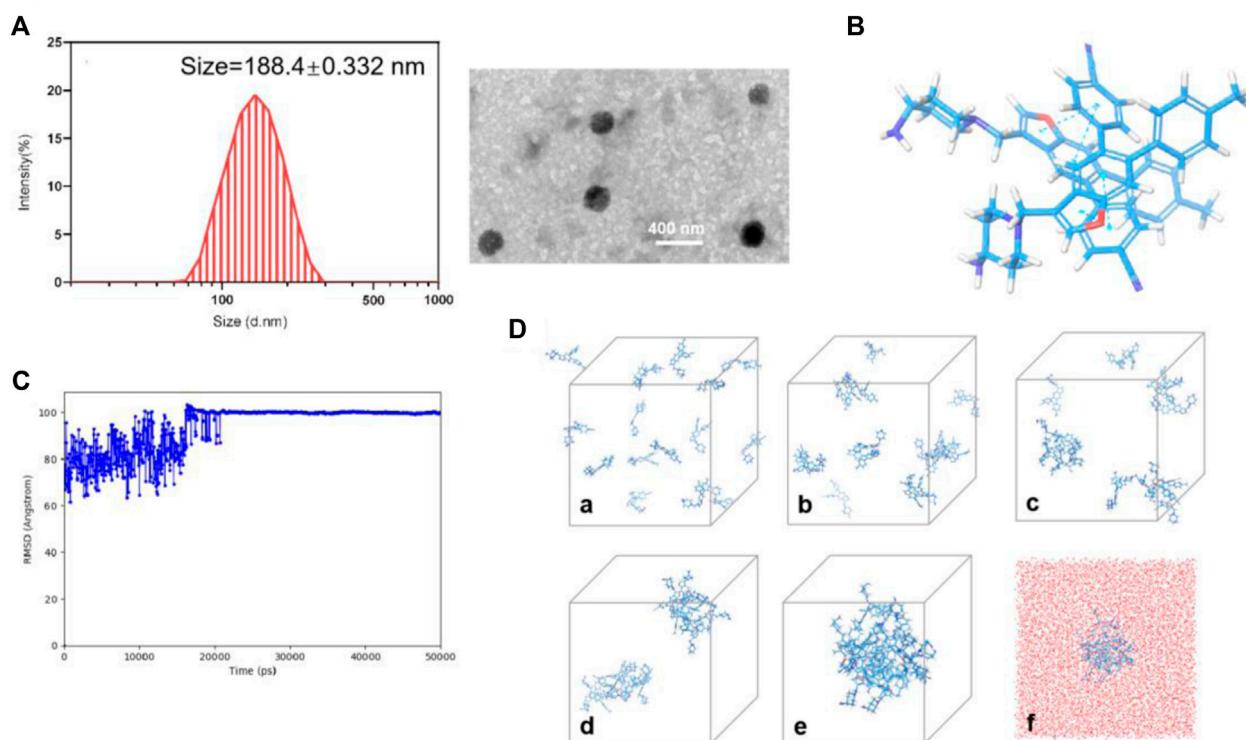 A
Size=188.4±0.332 nm
25
20
15
10
5
0
Intensity(%)
100
500
1000
Size (d.nm)
400 nm
B
C
100
80
60
40
20
0
RMSD (Angstrom)
0
10000
20000
30000
40000
50000
Time (ps)
D
a
b
c
d
e
f